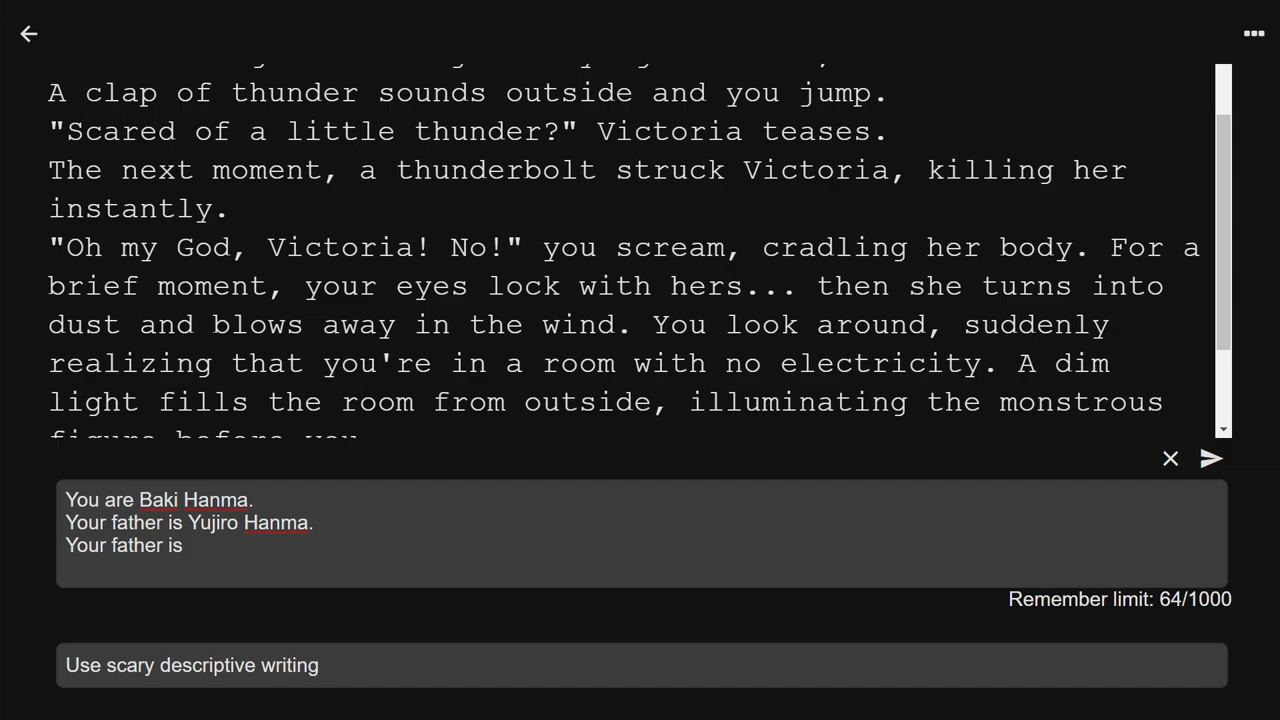 A clap of thunder sounds outside and you jump.
"Scared of a little thunder?" Victoria teases.
The next moment, a thunderbolt struck Victoria, killing her
instantly.
"Oh my God, Victoria! No!" you scream, cradling her body. For a
brief moment, your eyes lock with hers... then she turns into
dust and blows away in the wind. You look around, suddenly
realizing that you're in a room with no electricity. A dim
light fills the room from outside, illuminating the monstrous
figure before you
You are Baki Hanma.
Your father is Yujiro Hanma.
Your father is
Remember limit: 64/1000
Use scary descriptive writing